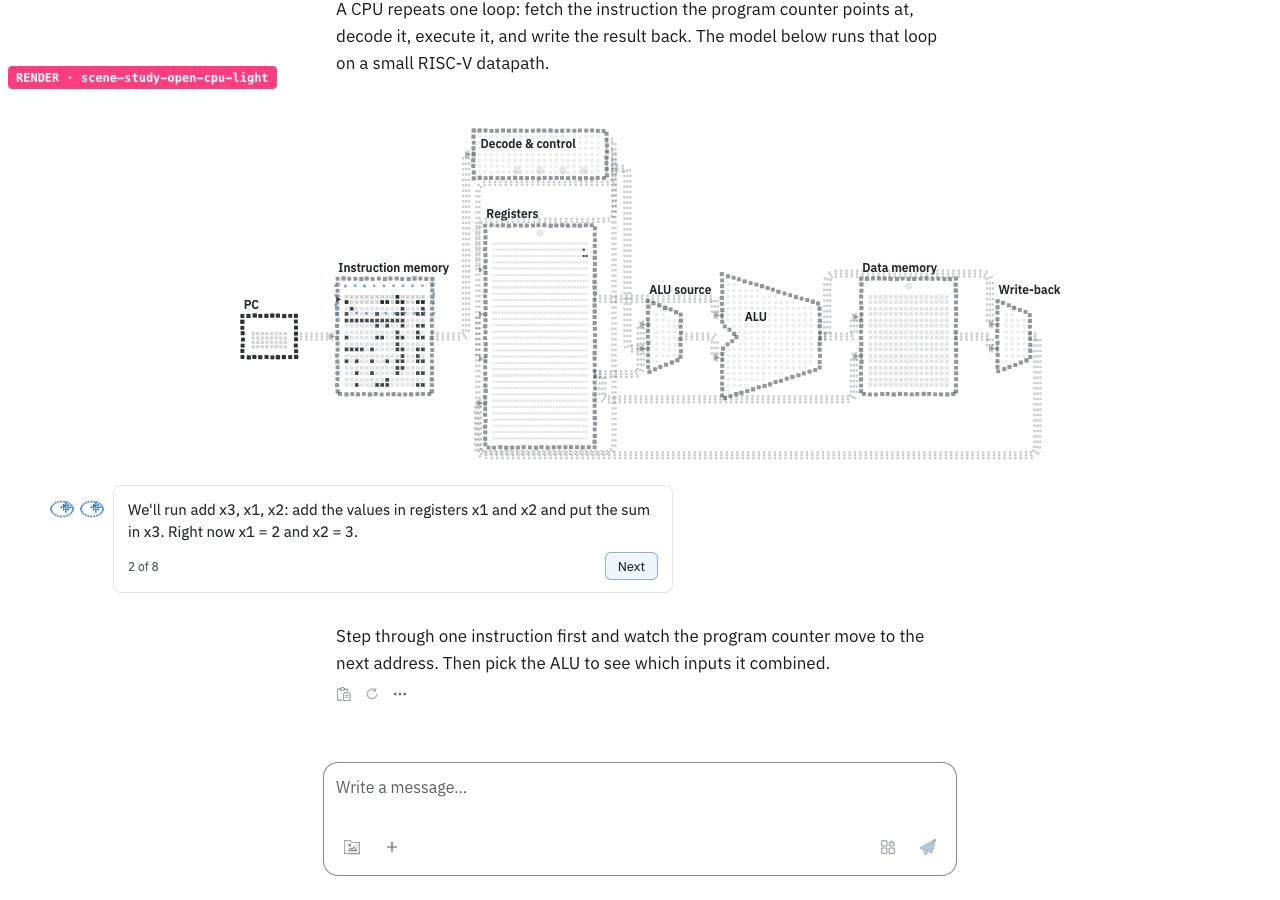 A CPU repeats one loop: fetch the instruction the program counter points at,
decode it, execute it, and write the result back. The model below runs that loop
on a small RISC-V datapath.
RENDER · scene-study-open-cpu-light
Decode & control
Registers
Instruction memory
Data memory
ALU source
Write-back
PC
ALU
We'll run add x3, x1, x2: add the values in registers x1 and x2 and put the sum
in x3. Right now x1 = 2 and x2 = 3.
2 of 8
Next
Step through one instruction first and watch the program counter move to the
next address. Then pick the ALU to see which inputs it combined.
Write a message...